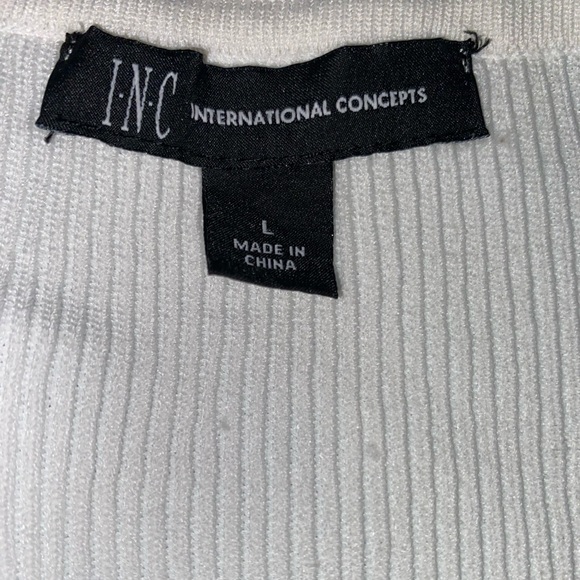 I·N·C INTERNATIONAL CONCEPTS
L
MADE IN
CHINA